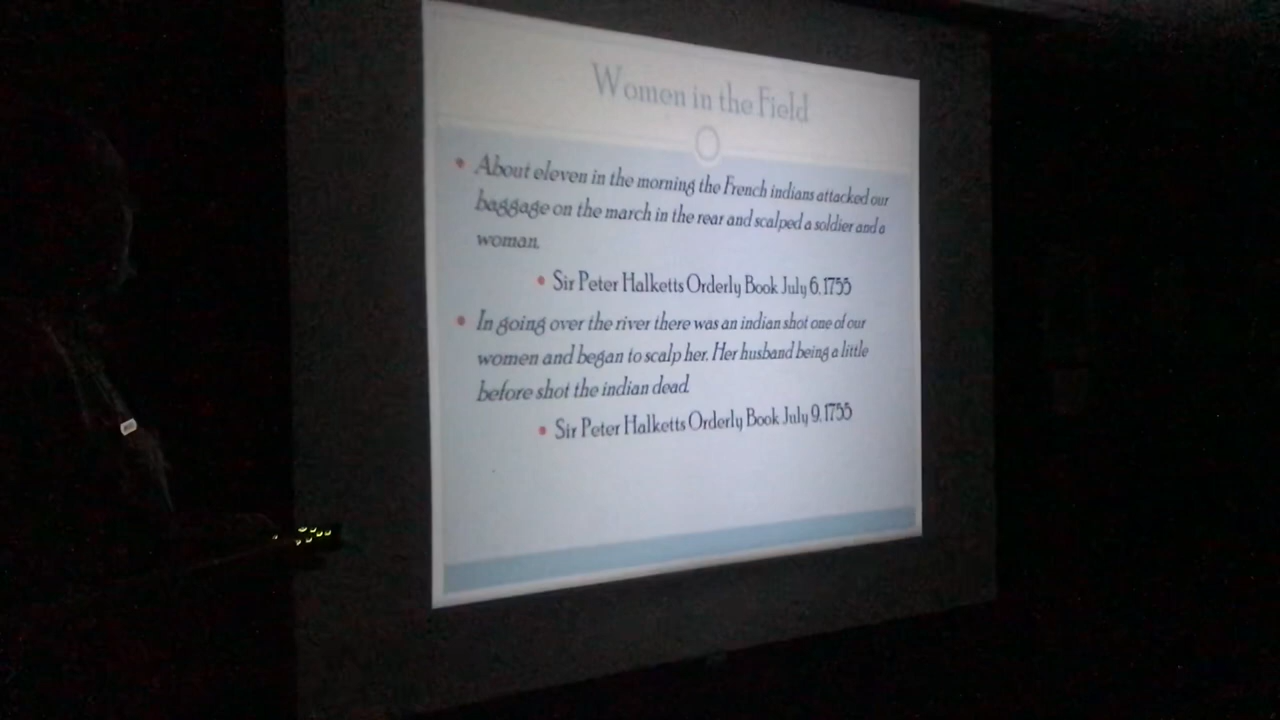 Women in the Field
• About eleven in the morning the French indians attacked our
baggage on the march in the rear and scalped a soldier and a
woman.
• Sir Peter Halketts Orderly Book July 6, 1755
• In going over the river there was an indian shot one of our
women and began to scalp her. Her husband being a little
before shot the indian dead.
• Sir Peter Halketts Orderly Book July 9, 1755